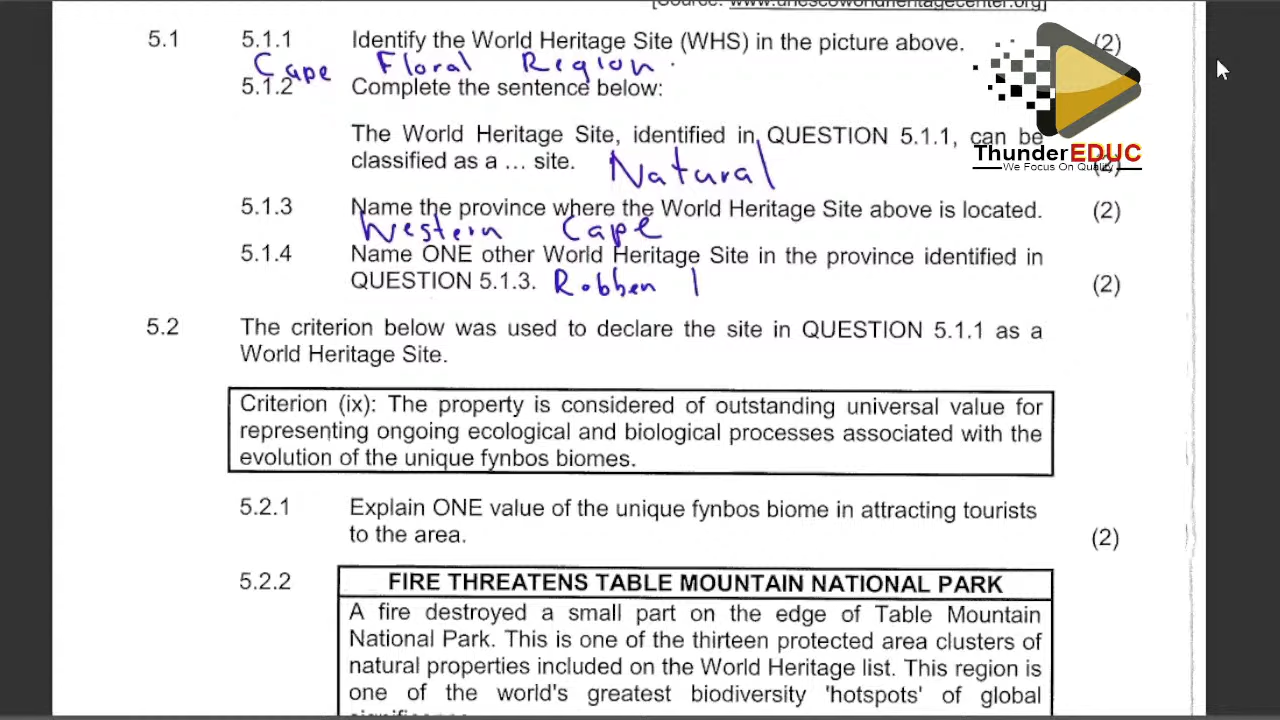 [Source: www.unescoworldheritagecenter.org]
5.1 5.1.1 Identify the World Heritage Site (WHS) in the picture above. (2)
Cape Floral Region.
5.1.2 Complete the sentence below:
The World Heritage Site, identified in QUESTION 5.1.1, can be
classified as a ... site. Natural (2)
ThunderEDUC
We Focus On Quality
5.1.3 Name the province where the World Heritage Site above is located. (2)
Western Cape
5.1.4 Name ONE other World Heritage Site in the province identified in
QUESTION 5.1.3. Robben I (2)
5.2 The criterion below was used to declare the site in QUESTION 5.1.1 as a
World Heritage Site.
Criterion (ix): The property is considered of outstanding universal value for
representing ongoing ecological and biological processes associated with the
evolution of the unique fynbos biomes.
5.2.1 Explain ONE value of the unique fynbos biome in attracting tourists
to the area. (2)
5.2.2 FIRE THREATENS TABLE MOUNTAIN NATIONAL PARK
A fire destroyed a small part on the edge of Table Mountain
National Park. This is one of the thirteen protected area clusters of
natural properties included on the World Heritage list. This region is
one of the world's greatest biodiversity 'hotspots' of global